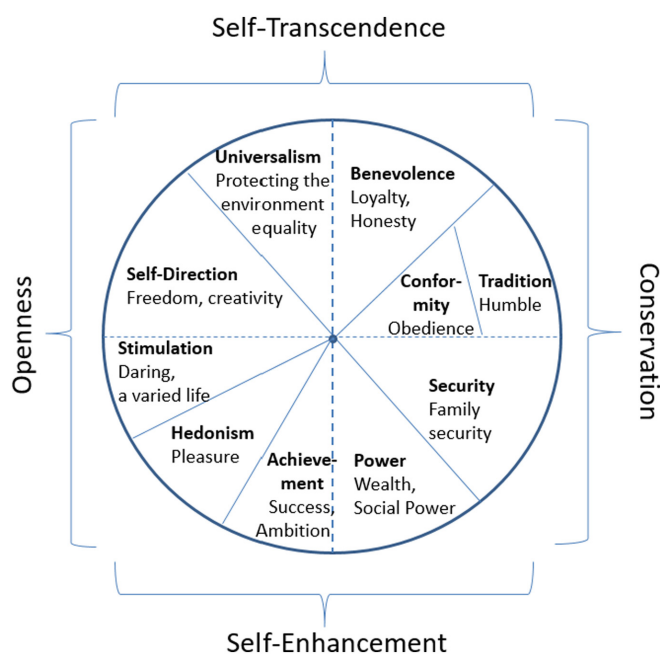 Self-Transcendence
Universalism
Protecting the
environment
equality
Benevolence
Loyalty,
Honesty
Self-Direction
Freedom, creativity
Confor-
mity
Obedience
Tradition
Humble
Openness
Conservation
Stimulation
Daring,
a varied life
Security
Family
security
Hedonism
Pleasure
Achieve-
ment
Success,
Ambition
Power
Wealth,
Social Power
Self-Enhancement